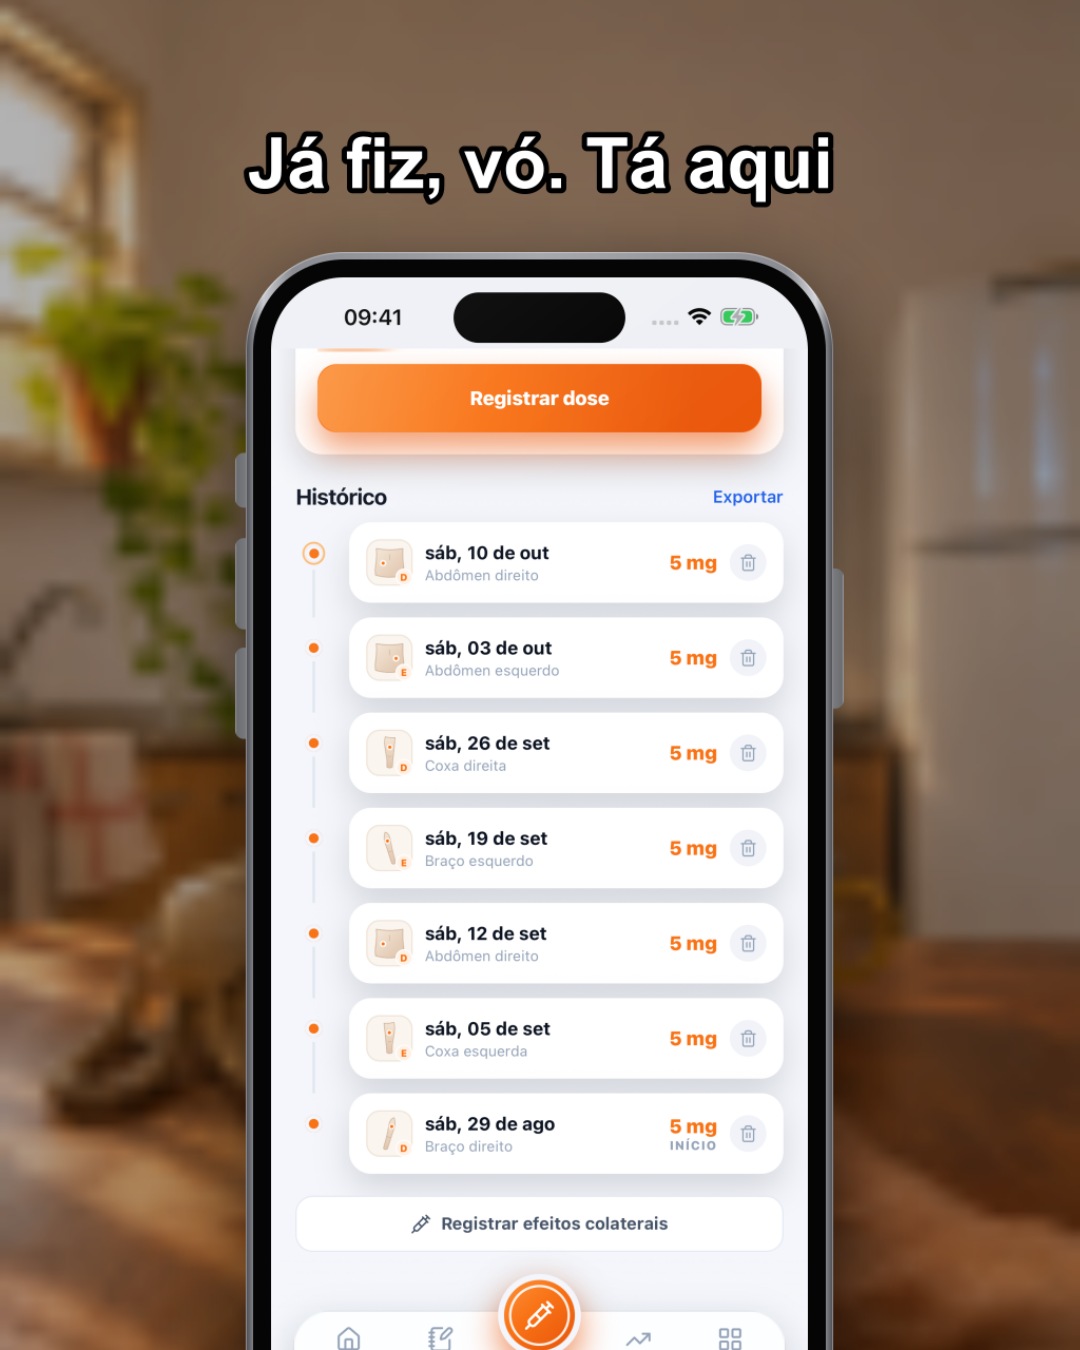 Já fiz, vó. Tá aqui
09:41
Registrar dose
Histórico
Exportar
sáb, 10 de out
Abdômen direito
5 mg
D
sáb, 03 de out
Abdômen esquerdo
5 mg
E
sáb, 26 de set
Coxa direita
5 mg
D
sáb, 19 de set
Braço esquerdo
5 mg
E
sáb, 12 de set
Abdômen direito
5 mg
D
sáb, 05 de set
Coxa esquerda
5 mg
E
sáb, 29 de ago
Braço direito
5 mg
INÍCIO
D
Registrar efeitos colaterais